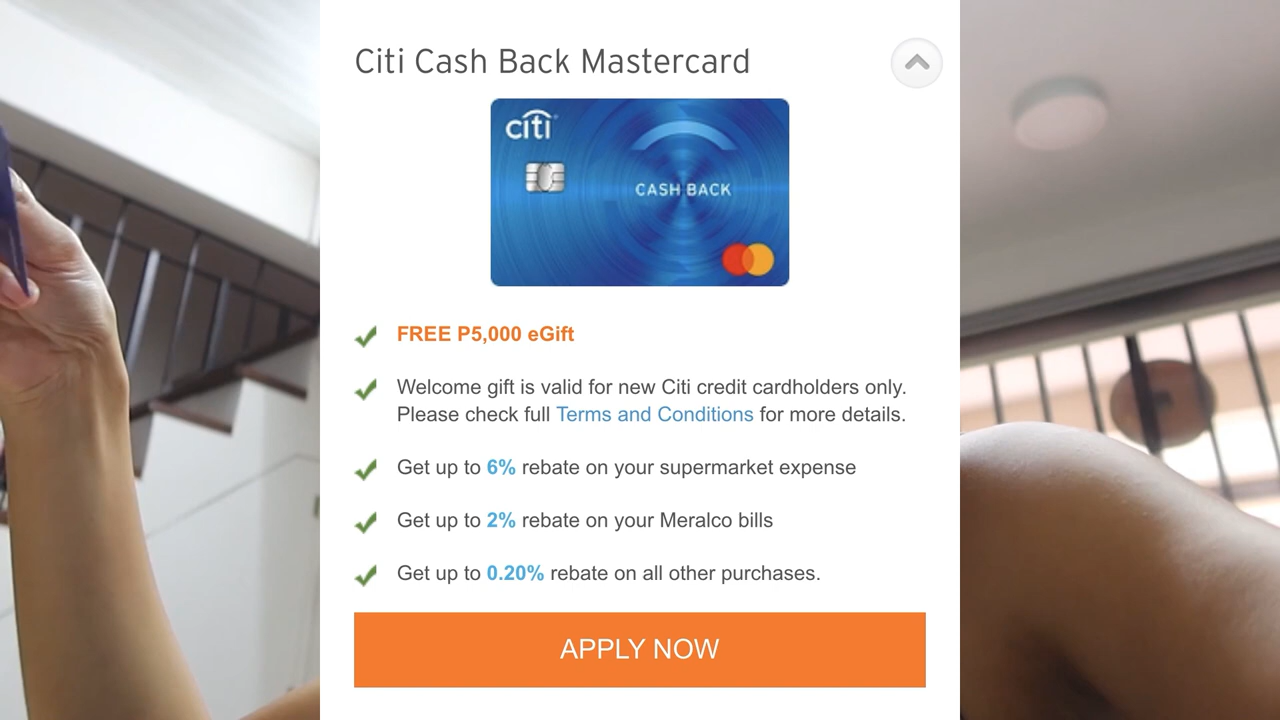 Citi Cash Back Mastercard
citi
CASH BACK
FREE P5,000 eGift
Welcome gift is valid for new Citi credit cardholders only.
Please check full Terms and Conditions for more details.
Get up to 6% rebate on your supermarket expense
Get up to 2% rebate on your Meralco bills
Get up to 0.20% rebate on all other purchases.
APPLY NOW